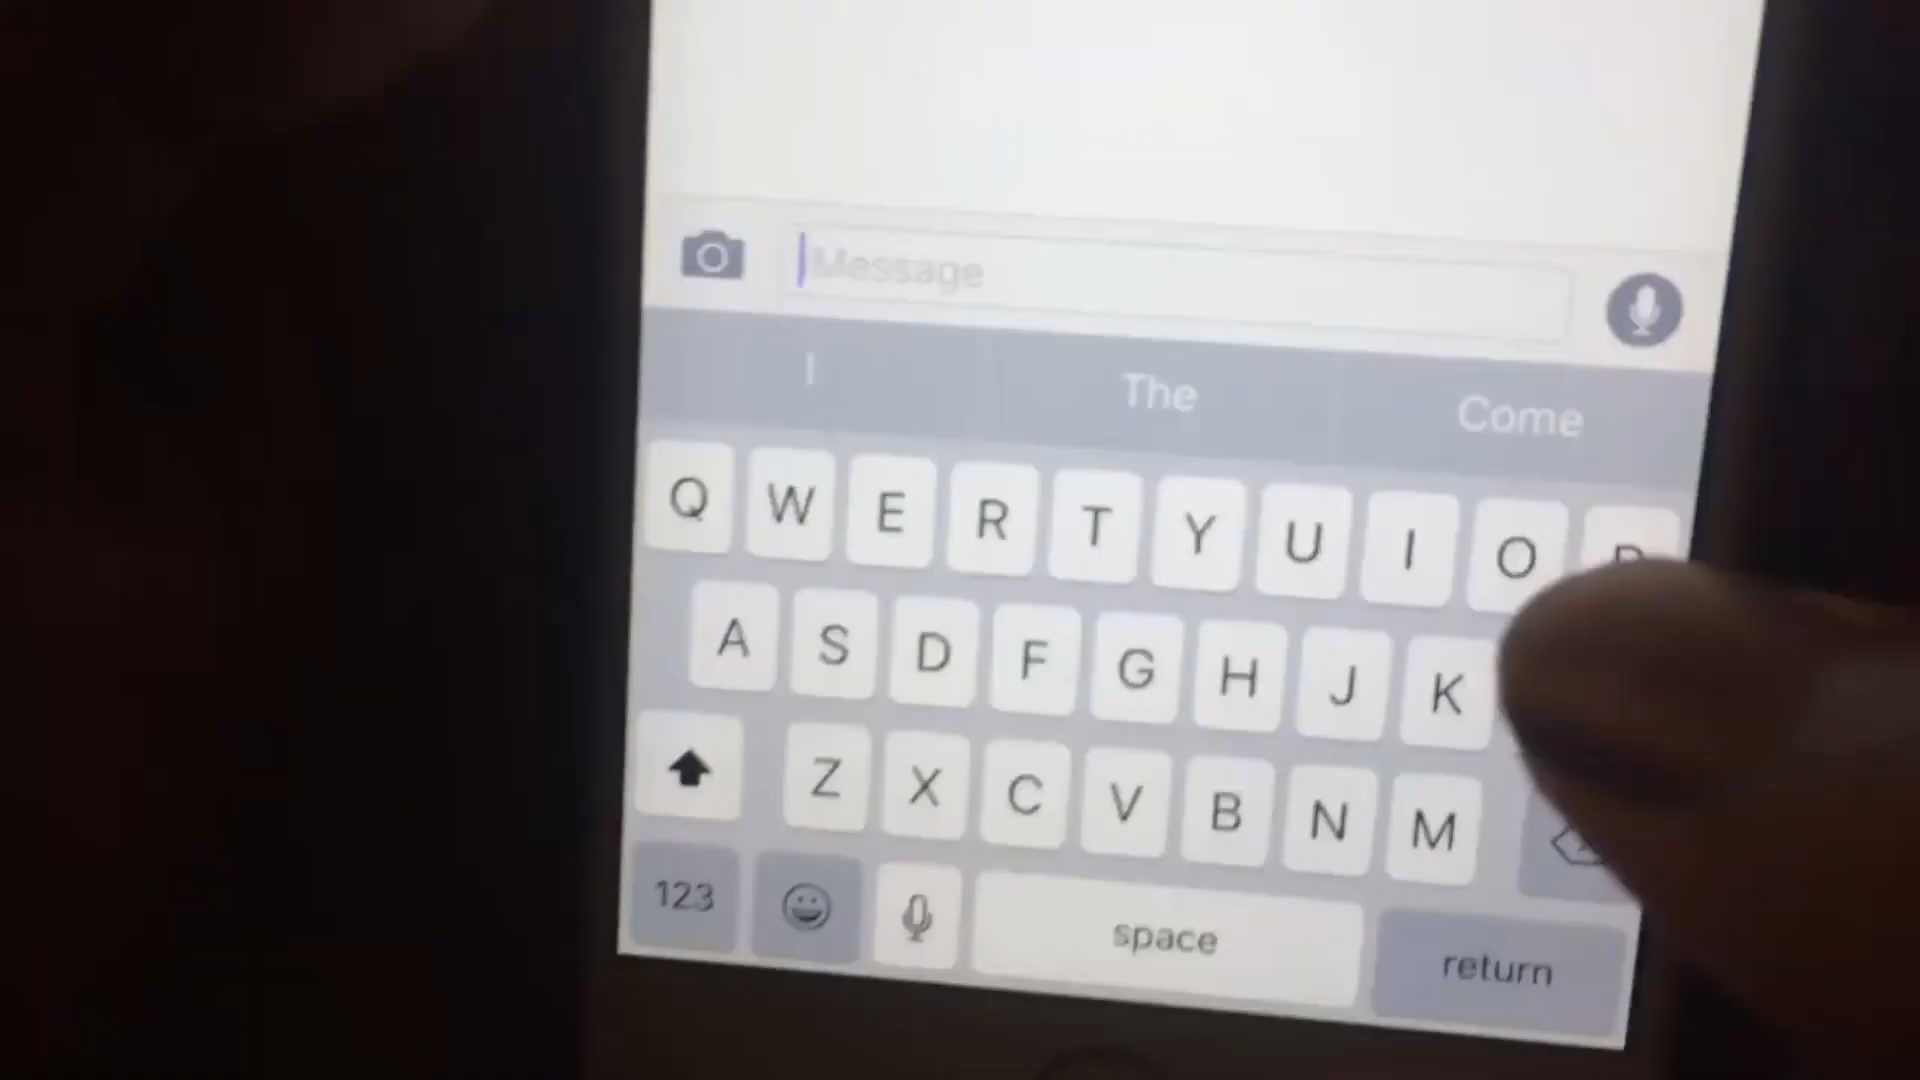 Message
I The Come
Q W E R T Y U I O P
A S D F G H J K
Z X C V B N M
123 space return